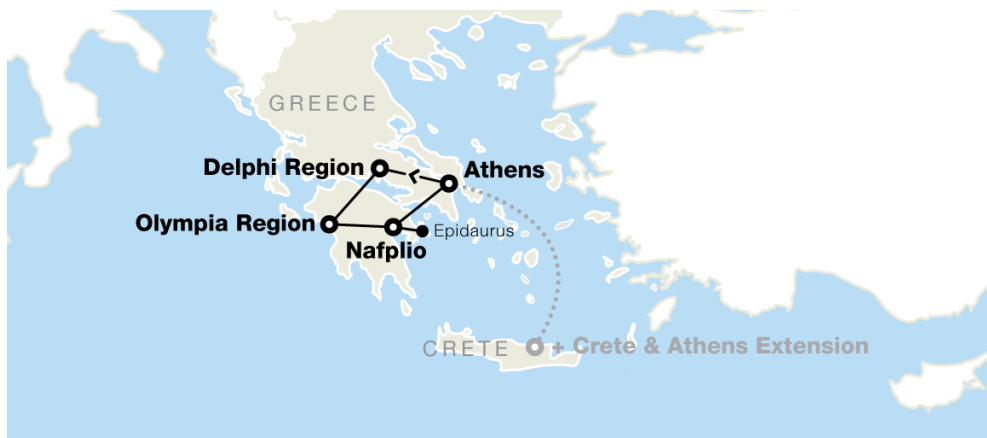 GREECE
Delphi Region
Athens
Olympia Region
Epidaurus
Nafplio
CRETE
+ Crete & Athens Extension